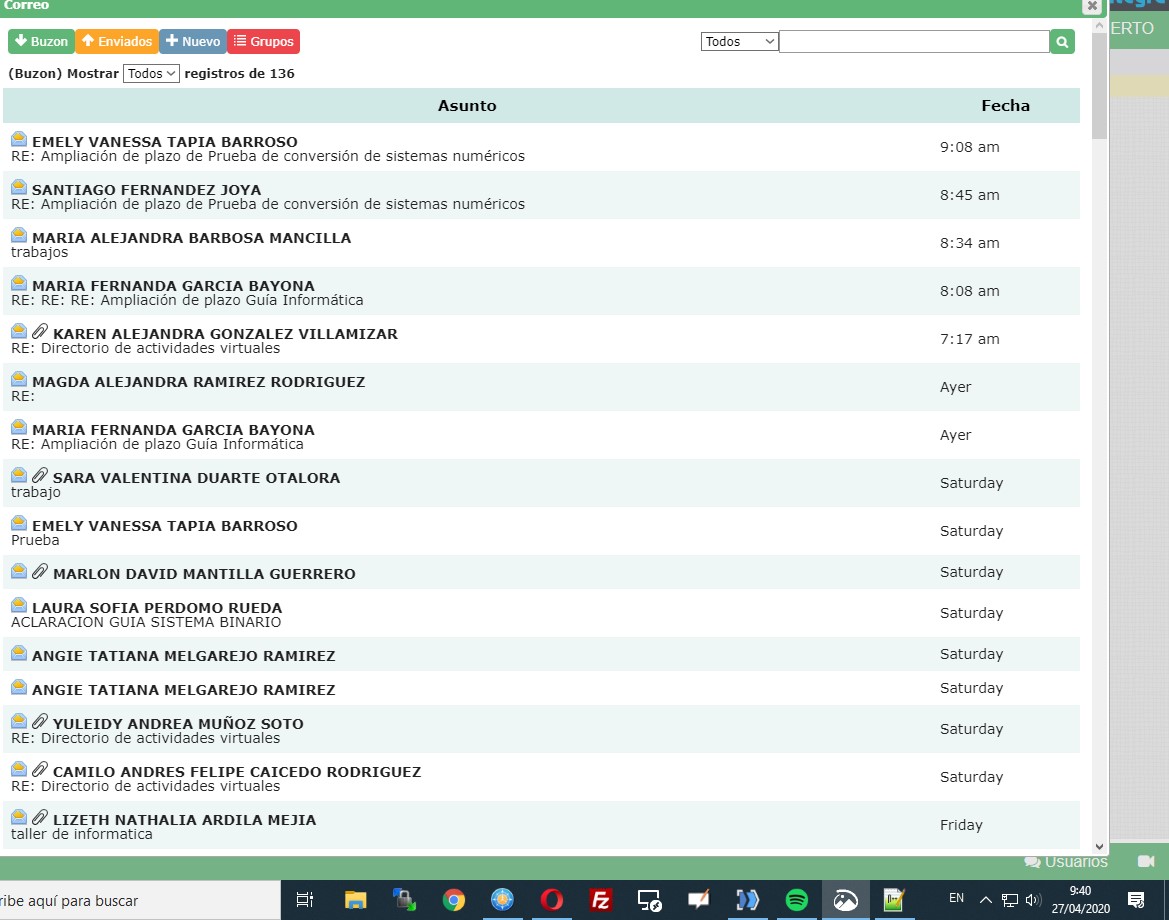 Correo
Buzon Enviados Nuevo Grupos Todos
(Buzon) Mostrar Todos registros de 136
Asunto Fecha
EMELY VANESSA TAPIA BARROSO
RE: Ampliación de plazo de Prueba de conversión de sistemas numéricos
9:08 am
SANTIAGO FERNANDEZ JOYA
RE: Ampliación de plazo de Prueba de conversión de sistemas numéricos
8:45 am
MARIA ALEJANDRA BARBOSA MANCILLA
trabajos
8:34 am
MARIA FERNANDA GARCIA BAYONA
RE: RE: RE: Ampliación de plazo Guía Informática
8:08 am
KAREN ALEJANDRA GONZALEZ VILLAMIZAR
RE: Directorio de actividades virtuales
7:17 am
MAGDA ALEJANDRA RAMIREZ RODRIGUEZ
RE:
Ayer
MARIA FERNANDA GARCIA BAYONA
RE: Ampliación de plazo Guía Informática
Ayer
SARA VALENTINA DUARTE OTALORA
trabajo
Saturday
EMELY VANESSA TAPIA BARROSO
Prueba
Saturday
MARLON DAVID MANTILLA GUERRERO
Saturday
LAURA SOFIA PERDOMO RUEDA
ACLARACION GUIA SISTEMA BINARIO
Saturday
ANGIE TATIANA MELGAREJO RAMIREZ
Saturday
ANGIE TATIANA MELGAREJO RAMIREZ
Saturday
YULEIDY ANDREA MUÑOZ SOTO
RE: Directorio de actividades virtuales
Saturday
CAMILO ANDRES FELIPE CAICEDO RODRIGUEZ
RE: Directorio de actividades virtuales
Saturday
LIZETH NATHALIA ARDILA MEJIA
taller de informatica
Friday
ERTO
Usuarios
ribe aquí para buscar
Fz
EN
9:40
27/04/2020